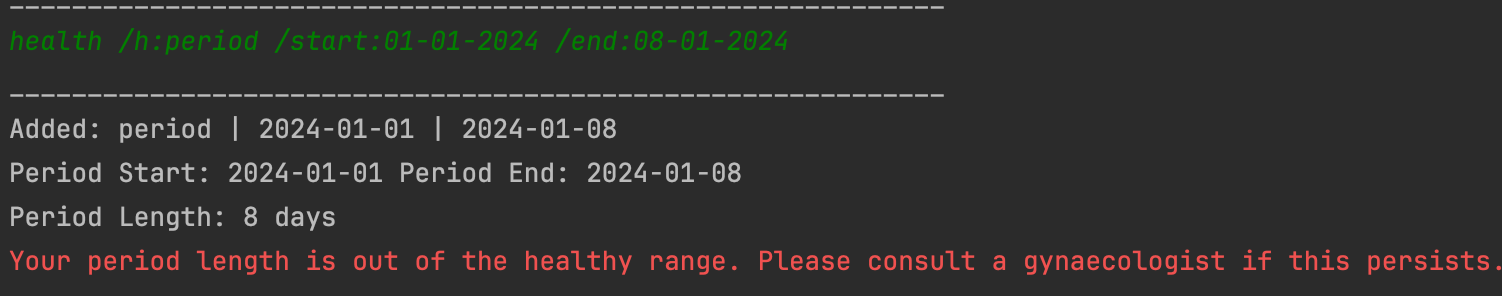 health /h:period /start:01-01-2024 /end:08-01-2024
Added: period | 2024-01-01 | 2024-01-08
Period Start: 2024-01-01 Period End: 2024-01-08
Period Length: 8 days
Your period length is out of the healthy range. Please consult a gynaecologist if this persists.